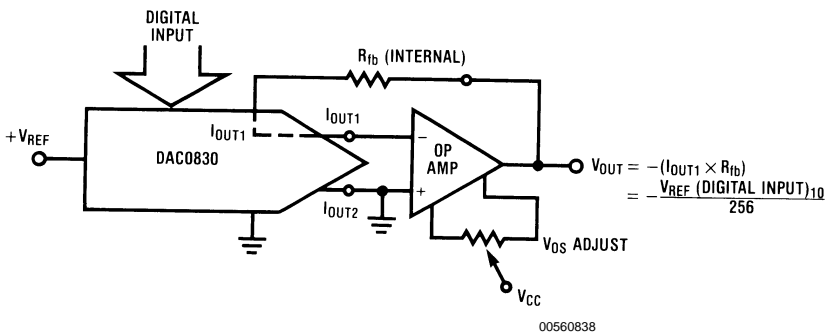 DIGITAL
INPUT
Rfb (INTERNAL)
IOUT1
+VREF
IOUT1
DAC0830
−
OP
AMP
+
VOUT = −(IOUT1 × Rfb)
= − VREF (DIGITAL INPUT)10
256
IOUT2
VOS ADJUST
VCC
00560838